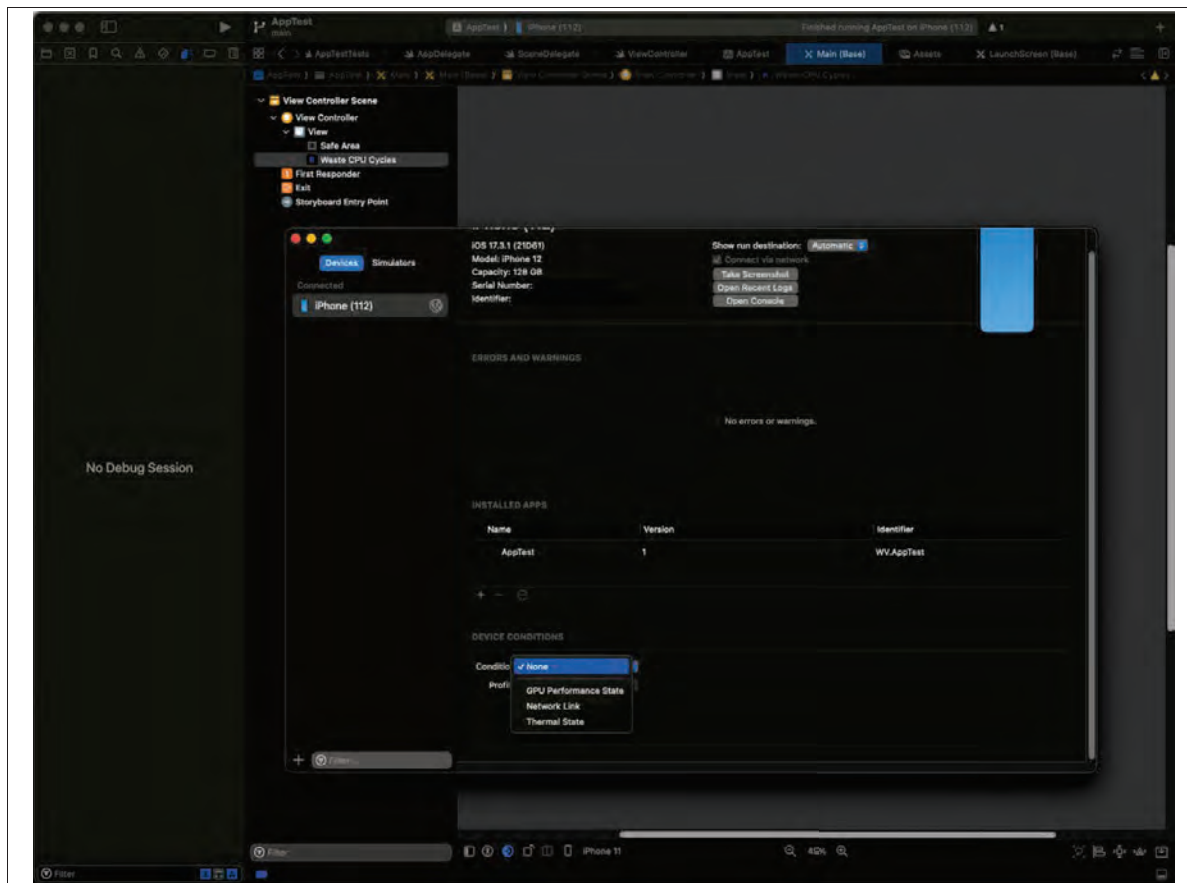 AppTest
main
AppTest
iPhone (112)
Finished running AppTest on iPhone (112)
1
AppTestTests
AppDelegate
SceneDelegate
ViewController
AppTest
Main (Base)
Assets
LaunchScreen (Base)
View Controller Scene
View Controller
View
Safe Area
Waste CPU Cycles
First Responder
Exit
Storyboard Entry Point
No Debug Session
Devices
Simulators
Connected
iPhone (112)
iOS 17.3.1 (21D61)
Model: iPhone 12
Capacity: 128 GB
Serial Number:
Identifier:
Show run destination: Automatic
Connect via network
Take Screenshot
Open Recent Logs
Open Console
ERRORS AND WARNINGS
No errors or warnings.
INSTALLED APPS
Name Version Identifier
AppTest 1 WV.AppTest
DEVICE CONDITIONS
Conditio
None
Profi
GPU Performance State
Network Link
Thermal State
Filter
Filter
iPhone 11
Filter